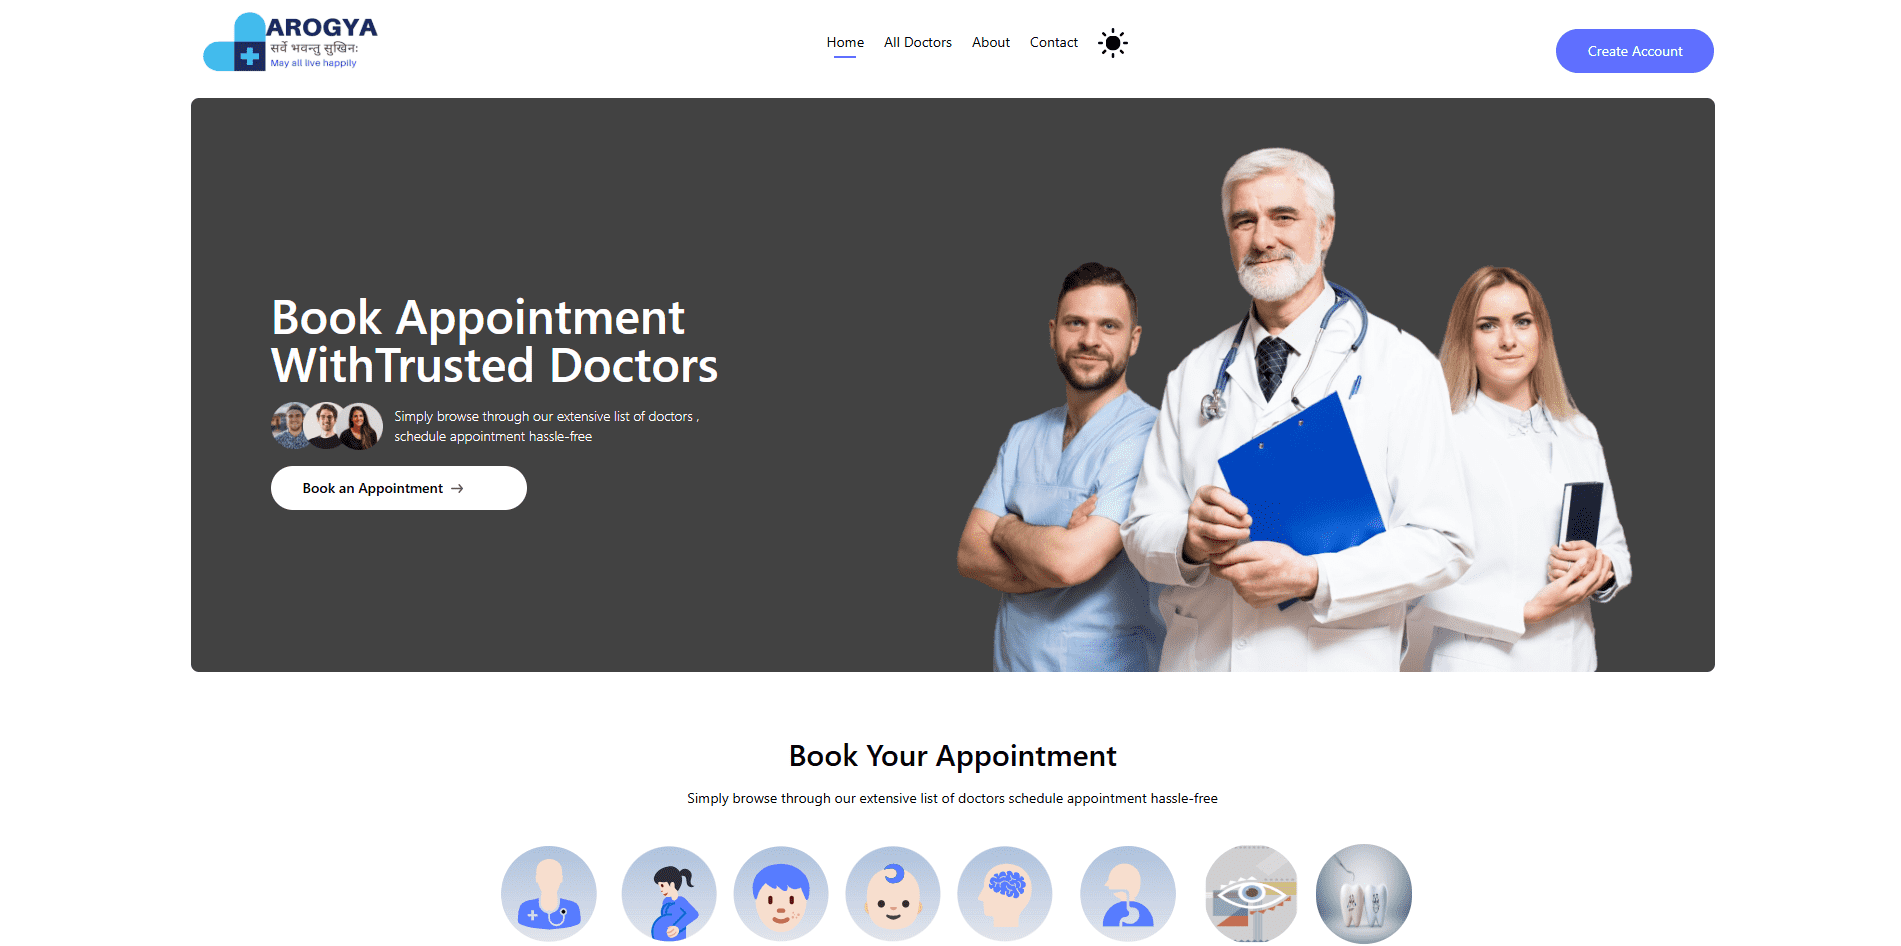 AROGYA
सर्वे भवन्तु सुखिनः
May all live happily
Home
All Doctors
About
Contact
Create Account
Book Appointment
WithTrusted Doctors
Simply browse through our extensive list of doctors ,
schedule appointment hassle-free
Book an Appointment →
Book Your Appointment
Simply browse through our extensive list of doctors schedule appointment hassle-free